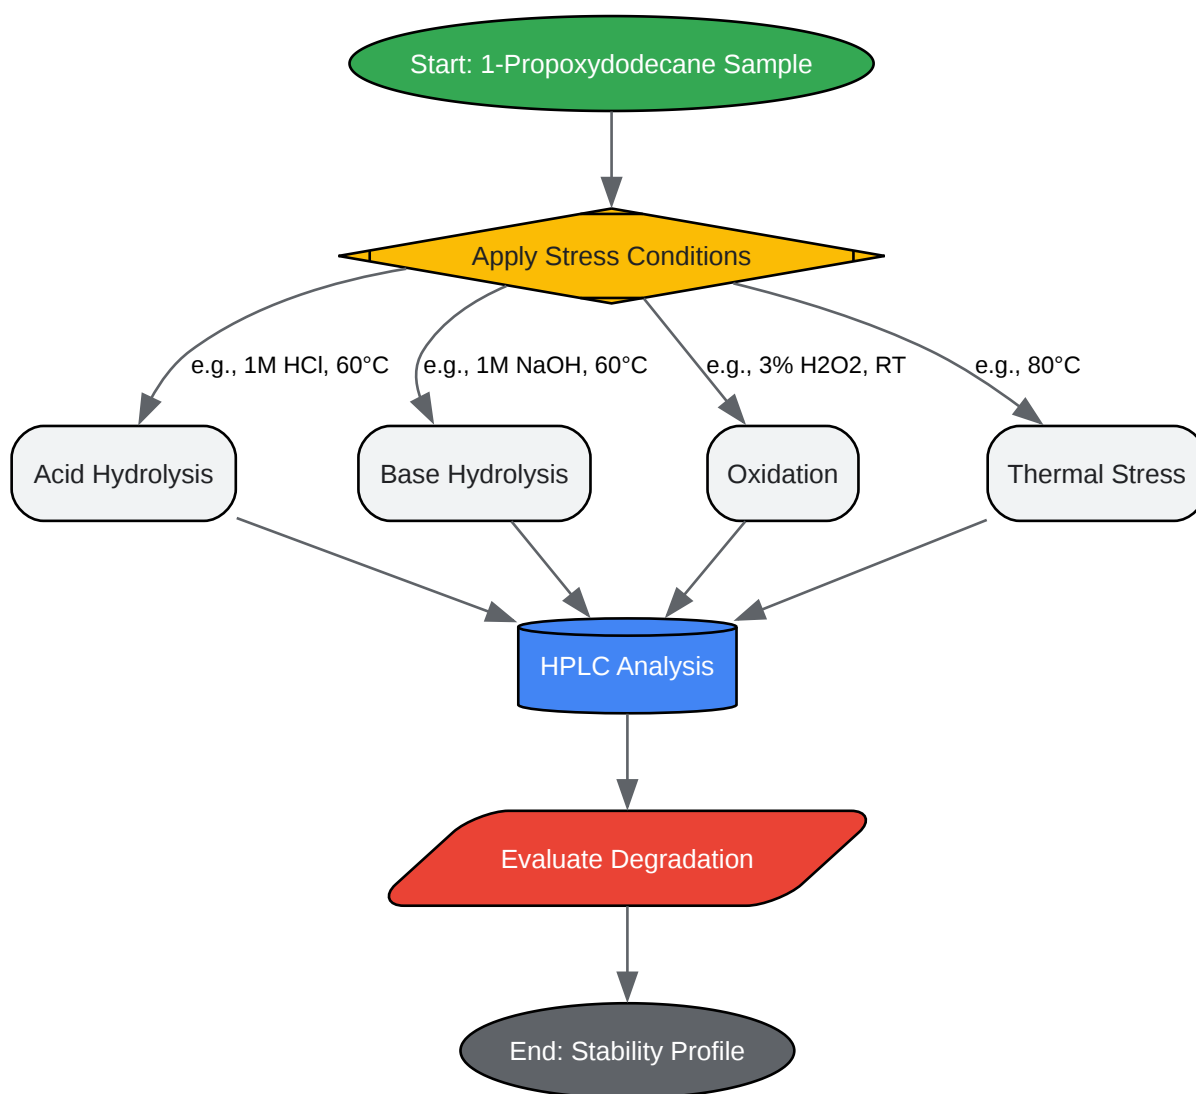 Start: 1-Propoxydodecane Sample
Apply Stress Conditions
e.g., 1M HCl, 60°C
e.g., 1M NaOH, 60°C
e.g., 3% H2O2, RT
e.g., 80°C
Acid Hydrolysis
Base Hydrolysis
Oxidation
Thermal Stress
HPLC Analysis
Evaluate Degradation
End: Stability Profile